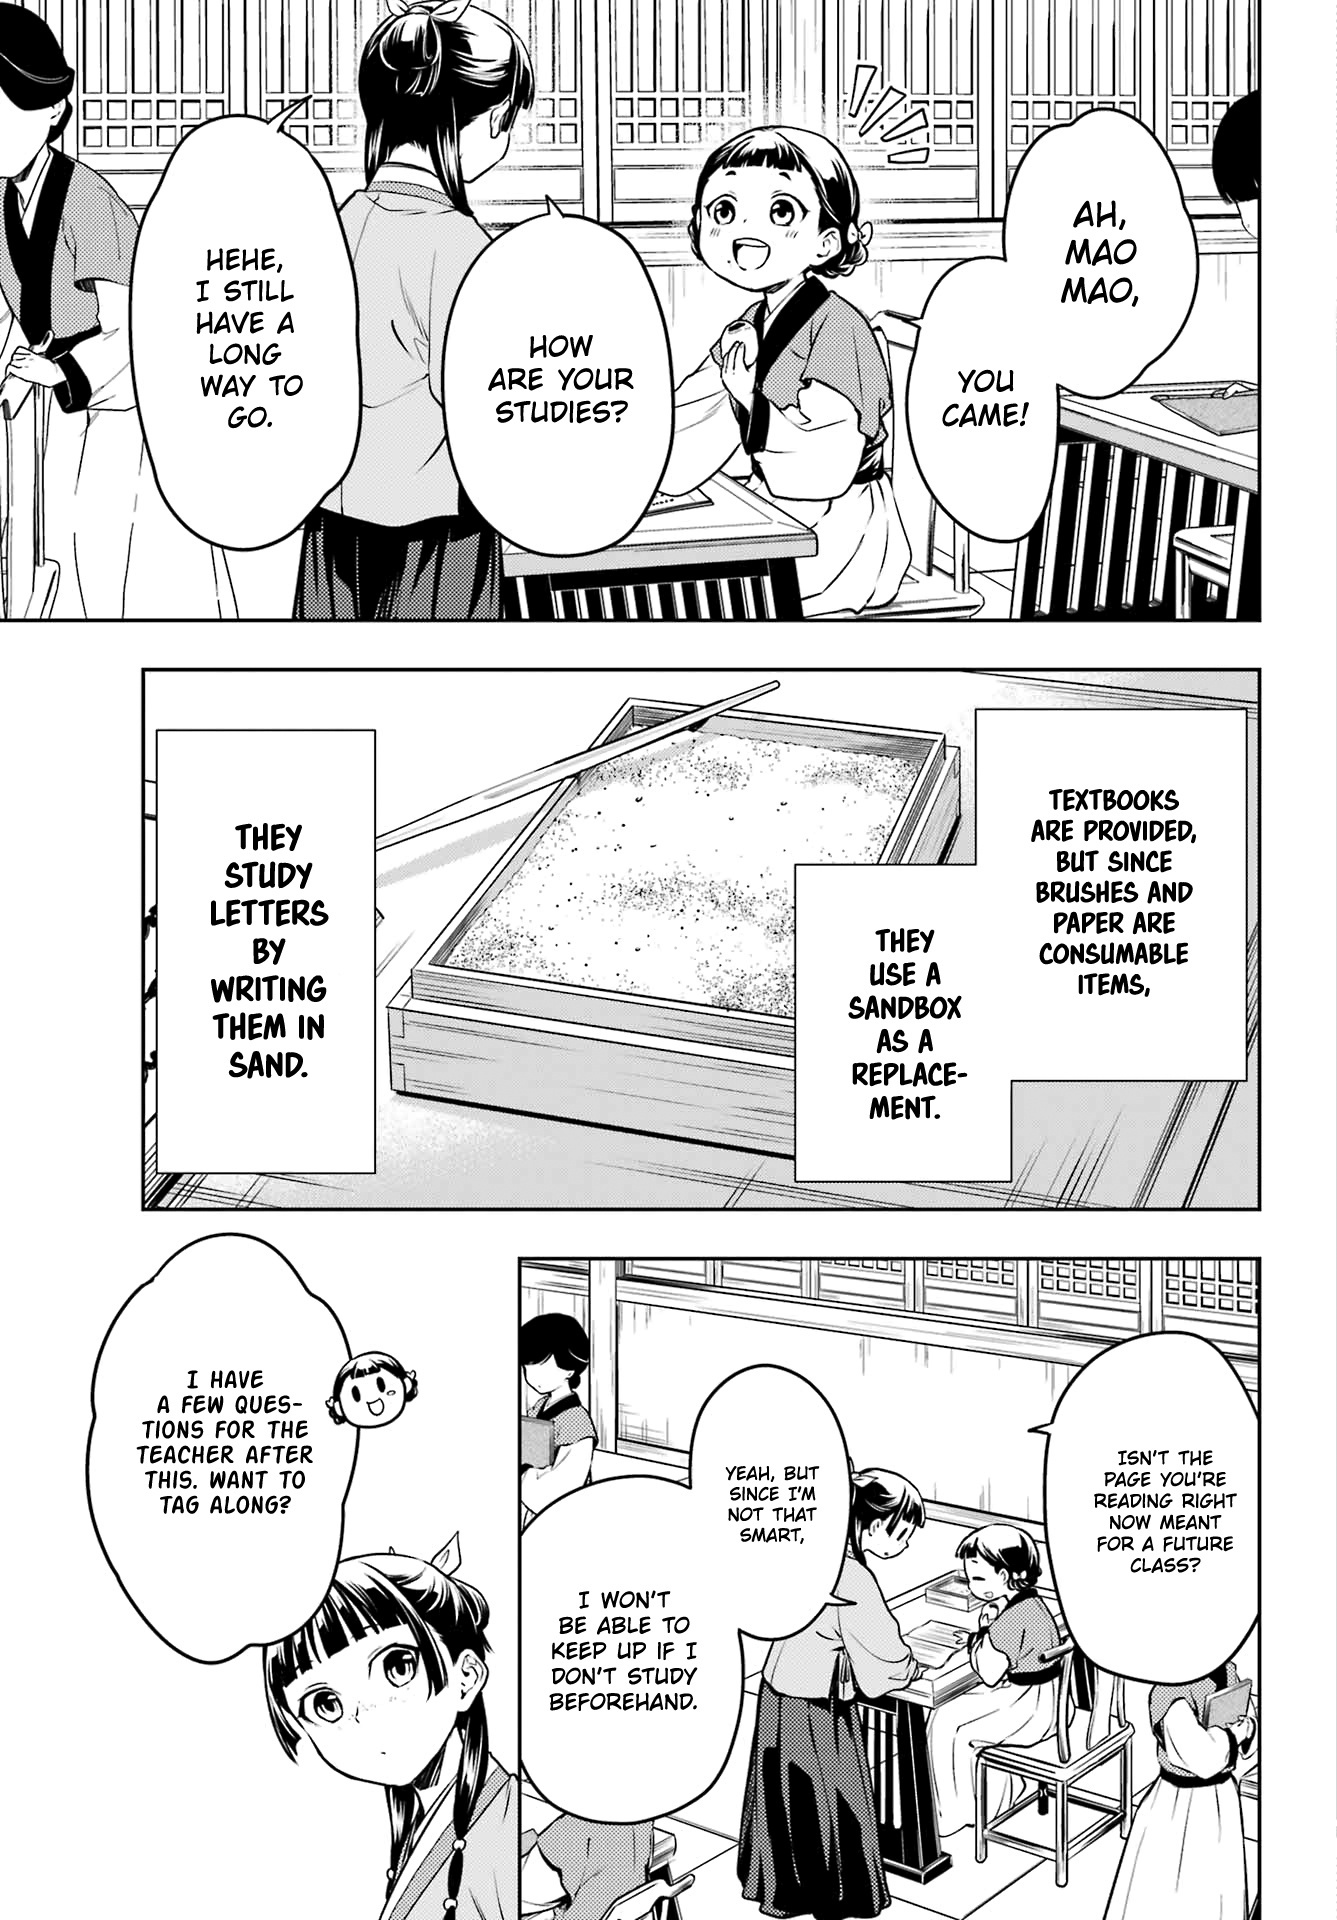 AH,
MAO
MAO,
YOU
CAME!
HOW
ARE YOUR
STUDIES?
HEHE,
I STILL
HAVE A
LONG
WAY TO
GO.
TEXTBOOKS
ARE PROVIDED,
BUT SINCE
BRUSHES AND
PAPER ARE
CONSUMABLE
ITEMS,
THEY
USE A
SANDBOX
AS A
REPLACE-
MENT.
THEY
STUDY
LETTERS
BY
WRITING
THEM IN
SAND.
ISN'T THE
PAGE YOU'RE
READING RIGHT
NOW MEANT
FOR A FUTURE
CLASS?
YEAH, BUT
SINCE I'M
NOT THAT
SMART,
I WON'T
BE ABLE TO
KEEP UP IF I
DON'T STUDY
BEFOREHAND.
I HAVE
A FEW QUES-
TIONS FOR THE
TEACHER AFTER
THIS. WANT TO
TAG ALONG?